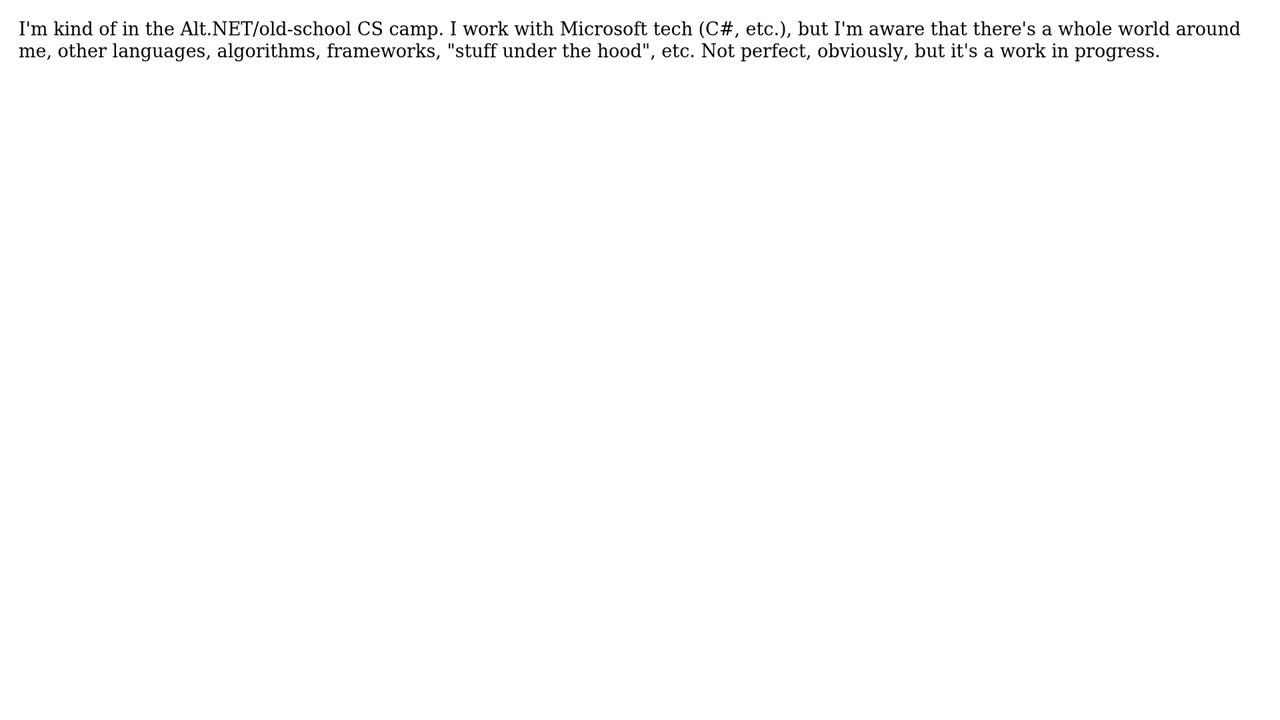 I'm kind of in the Alt.NET/old-school CS camp. I work with Microsoft tech (C#, etc.), but I'm aware that there's a whole world around
me, other languages, algorithms, frameworks, "stuff under the hood", etc. Not perfect, obviously, but it's a work in progress.